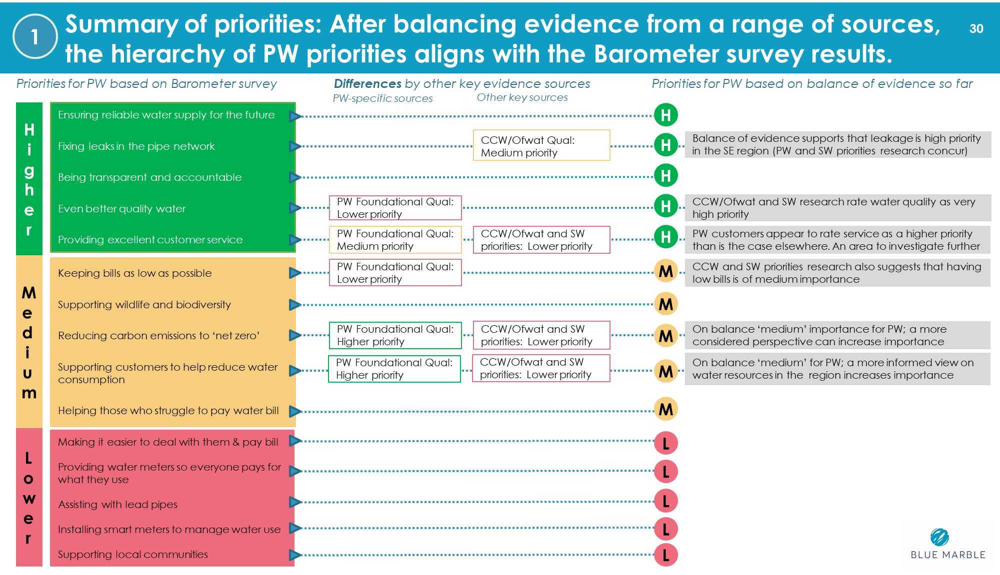 1
Summary of priorities: After balancing evidence from a range of sources,
the hierarchy of PW priorities aligns with the Barometer survey results.
30
Priorities for PW based on Barometer survey
Differences by other key evidence sources
PW-specific sources
Other key sources
Priorities for PW based on balance of evidence so far
Higher
Ensuring reliable water supply for the future
H
Fixing leaks in the pipe network
CCW/Ofwat Qual:
Medium priority
H
Balance of evidence supports that leakage is high priority
in the SE region (PW and SW priorities research concur)
Being transparent and accountable
H
Even better quality water
PW Foundational Qual:
Lower priority
H
CCW/Ofwat and SW research rate water quality as very
high priority
Providing excellent customer service
PW Foundational Qual:
Medium priority
CCW/Ofwat and SW
priorities: Lower priority
H
PW customers appear to rate service as a higher priority
than is the case elsewhere. An area to investigate further
Medium
Keeping bills as low as possible
PW Foundational Qual:
Lower priority
M
CCW and SW priorities research also suggests that having
low bills is of medium importance
Supporting wildlife and biodiversity
M
Reducing carbon emissions to ‘net zero’
PW Foundational Qual:
Higher priority
CCW/Ofwat and SW
priorities: Lower priority
M
On balance ‘medium’ importance for PW; a more
considered perspective can increase importance
Supporting customers to help reduce water
consumption
PW Foundational Qual:
Higher priority
CCW/Ofwat and SW
priorities: Lower priority
M
On balance ‘medium’ for PW; a more informed view on
water resources in the region increases importance
Helping those who struggle to pay water bill
M
Lower
Making it easier to deal with them & pay bill
L
Providing water meters so everyone pays for
what they use
L
Assisting with lead pipes
L
Installing smart meters to manage water use
L
Supporting local communities
L
BLUE MARBLE